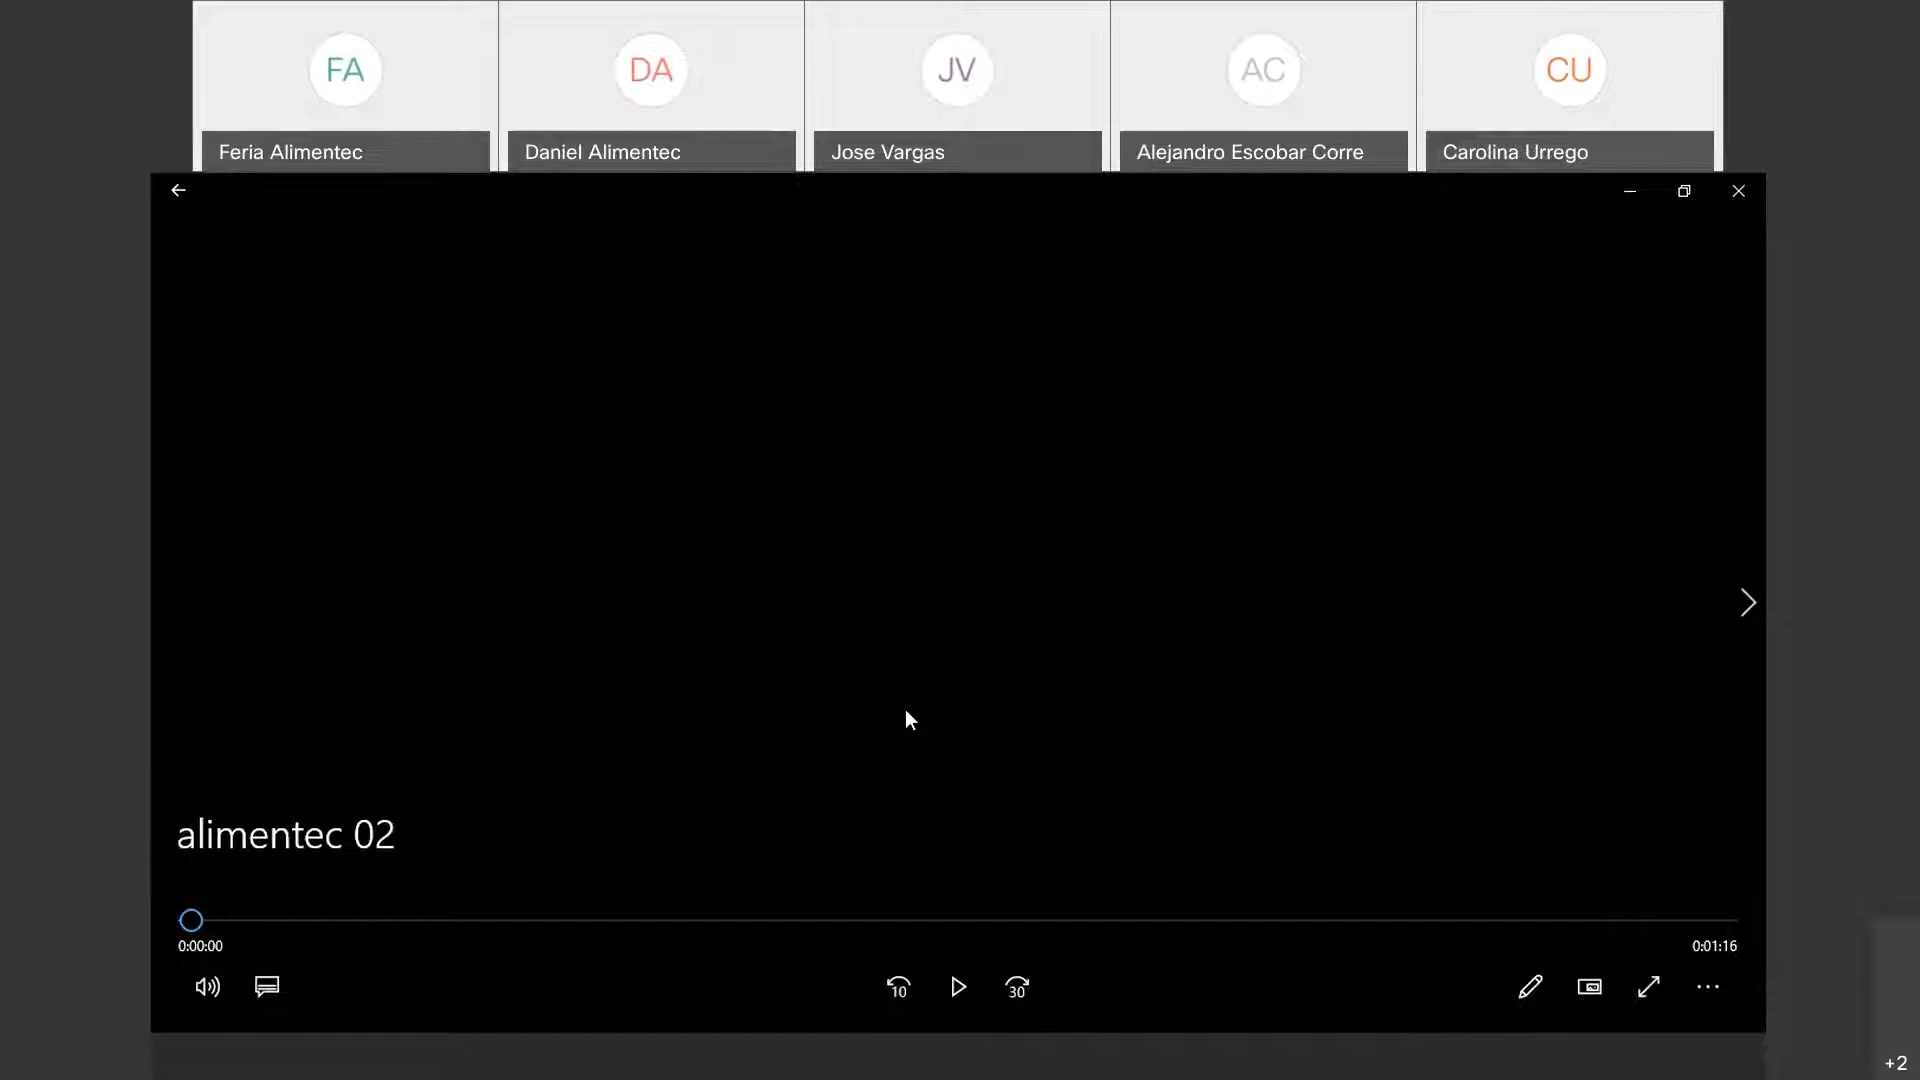 FA
DA
JV
AC
CU
Feria Alimentec
Daniel Alimentec
Jose Vargas
Alejandro Escobar Corre
Carolina Urrego
alimentec 02
0:00:00
0:01:16
10
30
+2